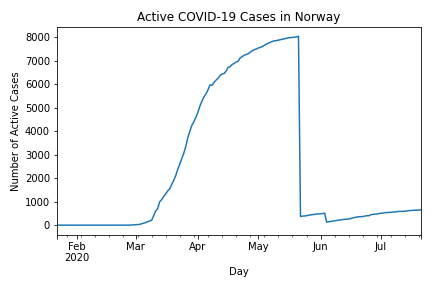 Active COVID-19 Cases in Norway
Number of Active Cases
8000
7000
6000
5000
4000
3000
2000
1000
0
Feb Mar Apr May Jun Jul
2020
Day